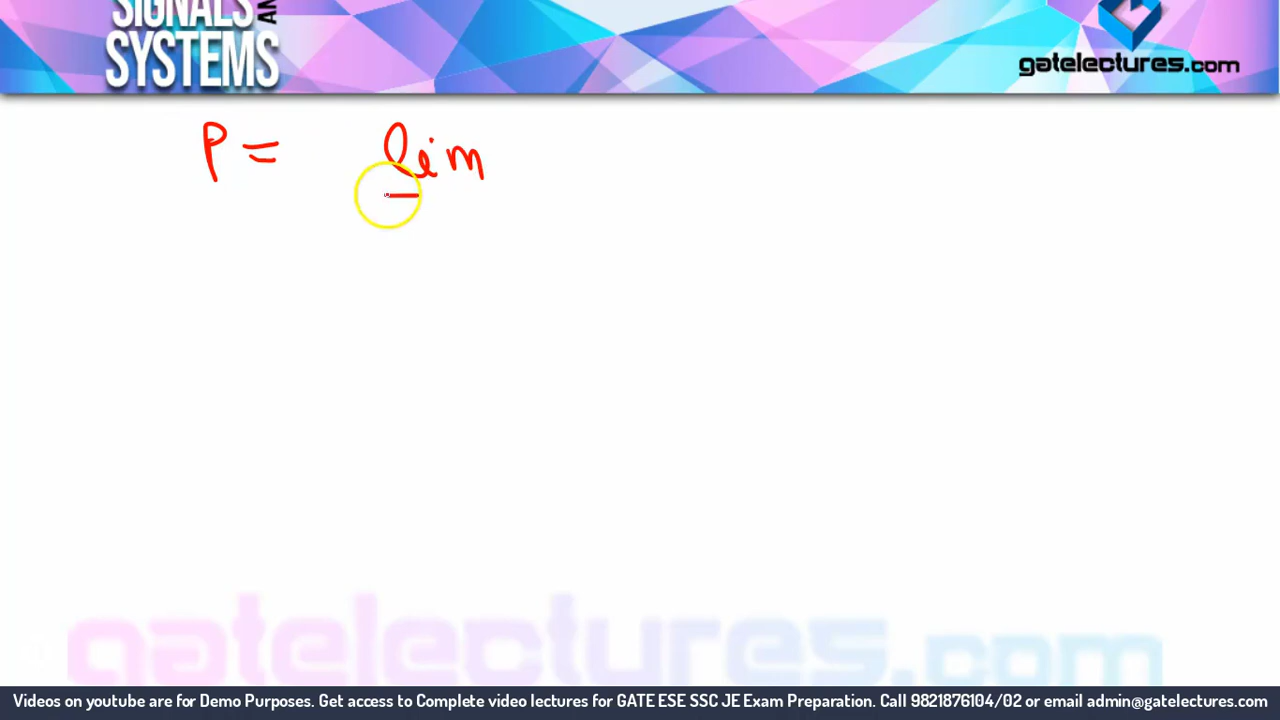 SIGNALS AND
SYSTEMS
gatelectures.com
P = lim
gatelectures.com
Videos on youtube are for Demo Purposes. Get access to Complete video lectures for GATE ESE SSC JE Exam Preparation. Call 9821876104/02 or email admin@gatelectures.com